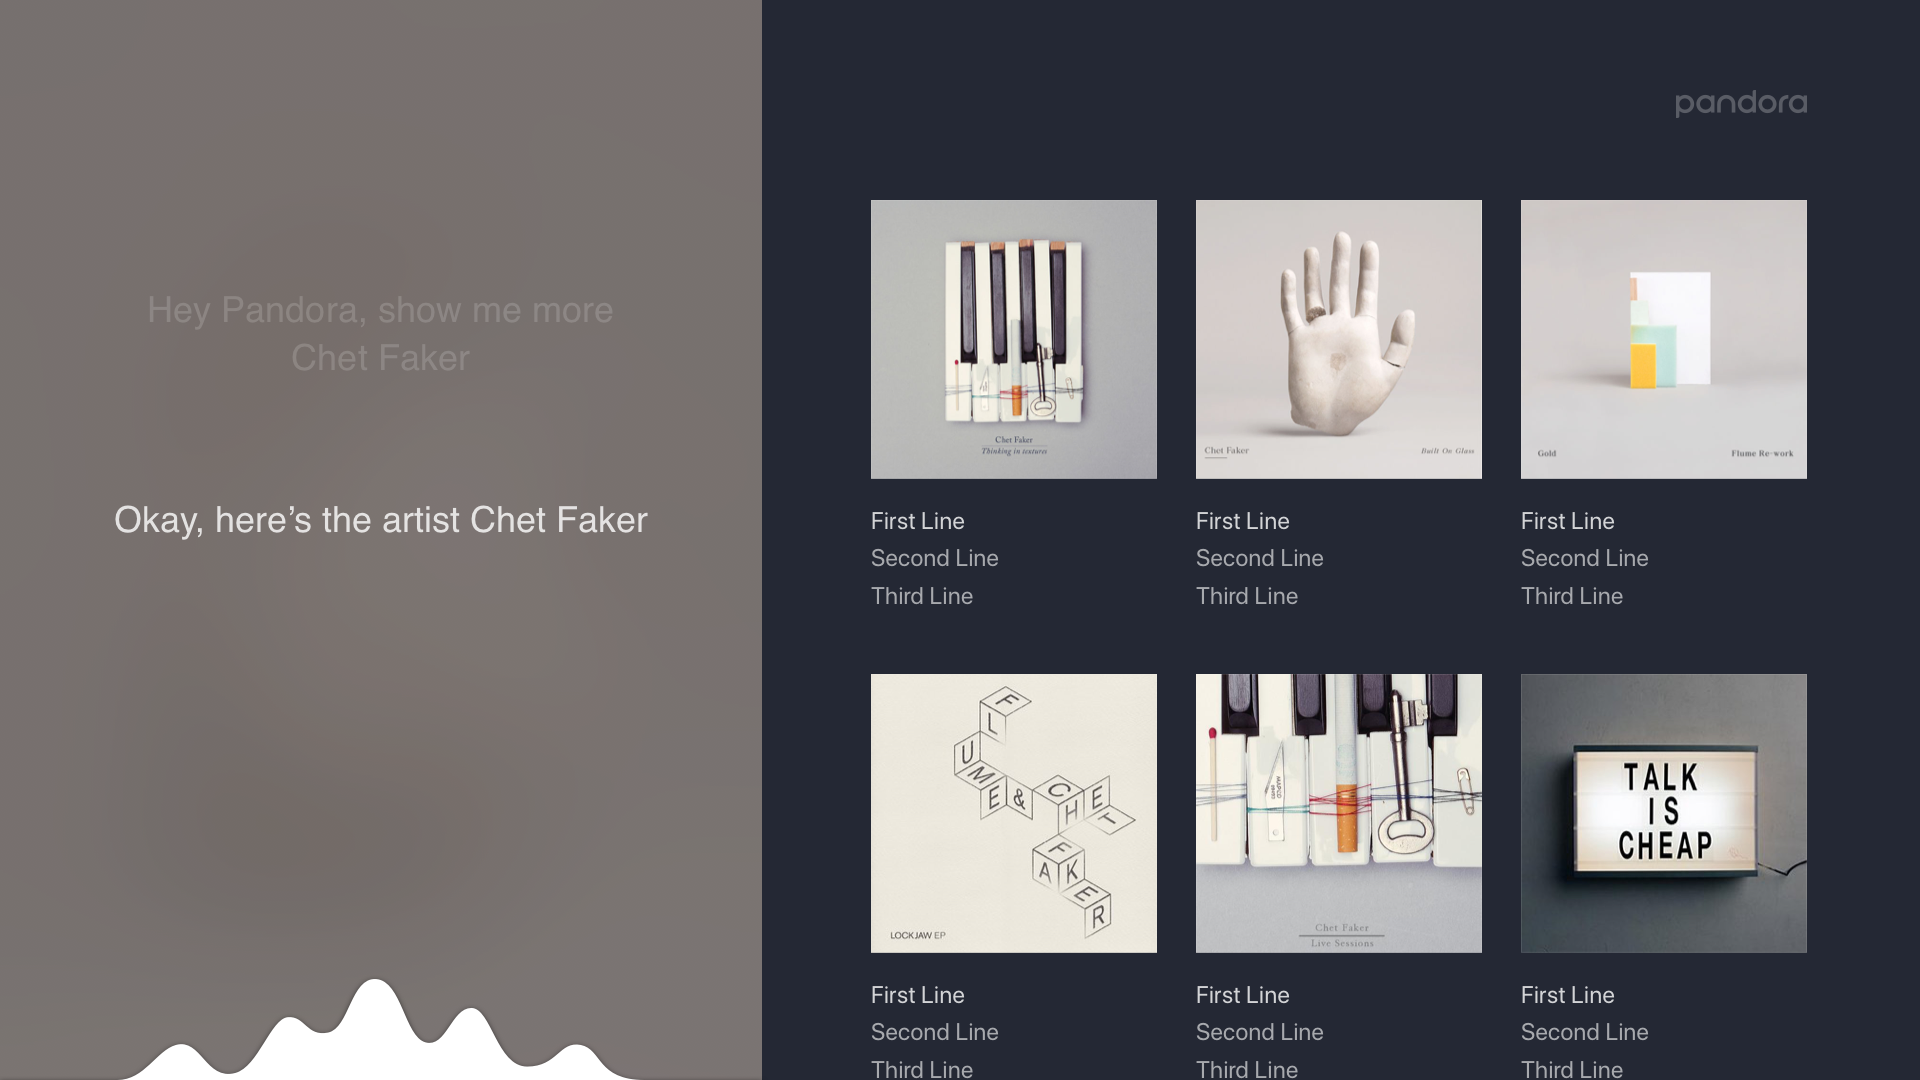 Hey Pandora, show me more
Chet Faker
Okay, here’s the artist Chet Faker
pandora
Chet Faker
Thinking in textures
Chet Faker
Built On Glass
Gold
Flume Re-work
First Line
Second Line
Third Line
First Line
Second Line
Third Line
First Line
Second Line
Third Line
FLUME & CHET FAKER
LOCKJAW EP
Chet Faker
Live Sessions
TALK
IS
CHEAP
First Line
Second Line
Third Line
First Line
Second Line
Third Line
First Line
Second Line
Third Line